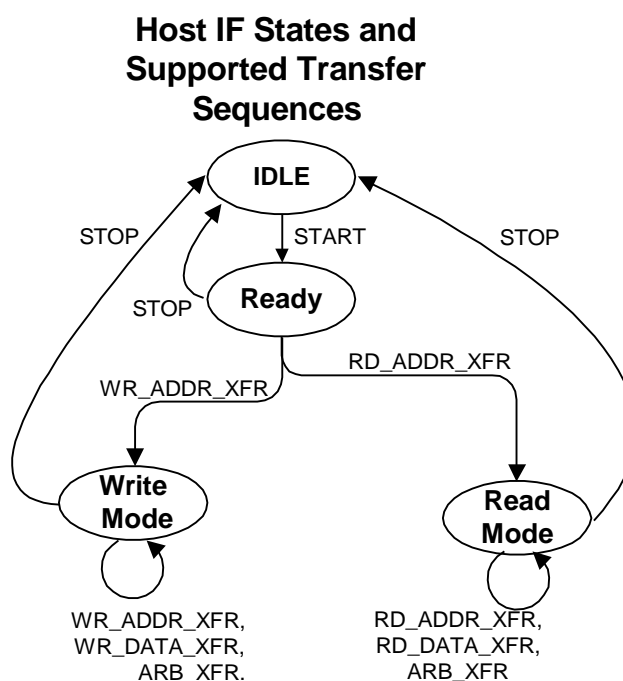 Host IF States and
Supported Transfer
Sequences
IDLE
STOP
START
STOP
STOP
Ready
WR_ADDR_XFR
RD_ADDR_XFR
Write
Mode
Read
Mode
WR_ADDR_XFR,
WR_DATA_XFR,
ARB_XFR,
RD_ADDR_XFR,
RD_DATA_XFR,
ARB_XFR